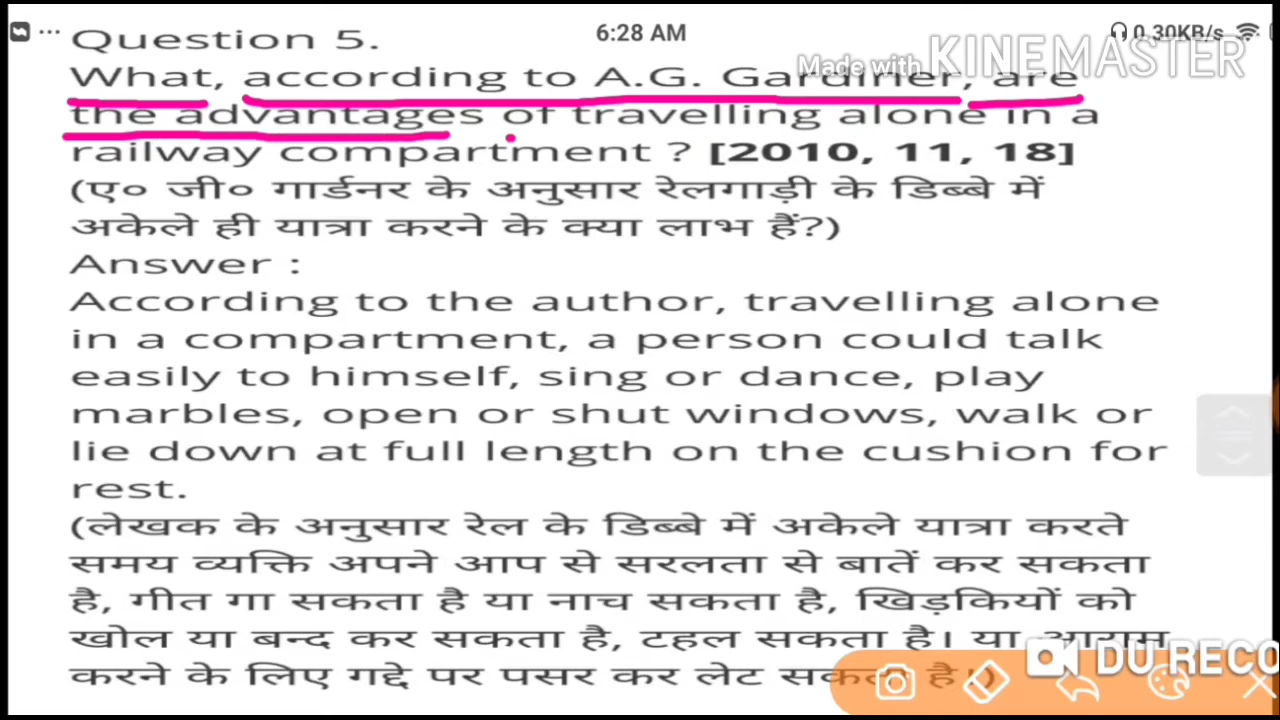 6:28 AM
0.30KB/s
Made with KINEMASTER
Question 5.
What, according to A.G. Gardiner, are
the advantages of travelling alone in a
railway compartment ? [2010, 11, 18]
(ए० जी० गार्डनर के अनुसार रेलगाड़ी के डिब्बे में
अकेले ही यात्रा करने के क्या लाभ हैं?)
Answer :
According to the author, travelling alone
in a compartment, a person could talk
easily to himself, sing or dance, play
marbles, open or shut windows, walk or
lie down at full length on the cushion for
rest.
(लेखक के अनुसार रेल के डिब्बे में अकेले यात्रा करते
समय व्यक्ति अपने आप से सरलता से बातें कर सकता
है, गीत गा सकता है या नाच सकता है, खिड़कियों को
खोल या बन्द कर सकता है, टहल सकता है। या आराम
करने के लिए गद्दे पर पसर कर लेट सकता है।)
DU RECO